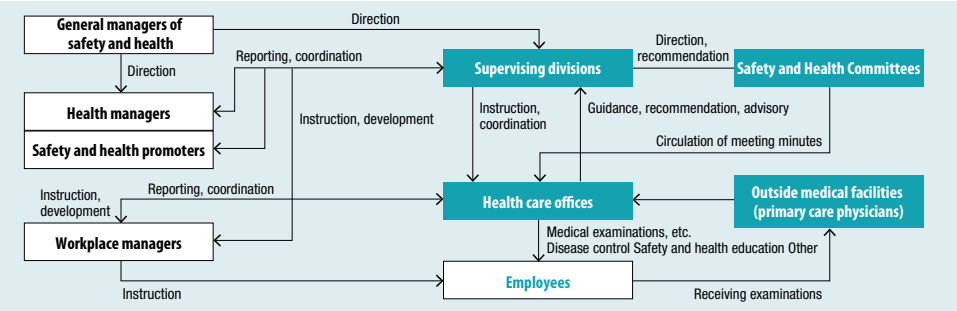 General managers of
safety and health
Direction
Direction
Reporting, coordination
Supervising divisions
Direction,
recommendation
Safety and Health Committees
Health managers
Safety and health promoters
Instruction, development
Instruction,
coordination
Guidance, recommendation, advisory
Circulation of meeting minutes
Instruction,
development
Reporting, coordination
Health care offices
Outside medical facilities
(primary care physicians)
Workplace managers
Medical examinations, etc.
Disease control Safety and health education Other
Instruction
Employees
Receiving examinations